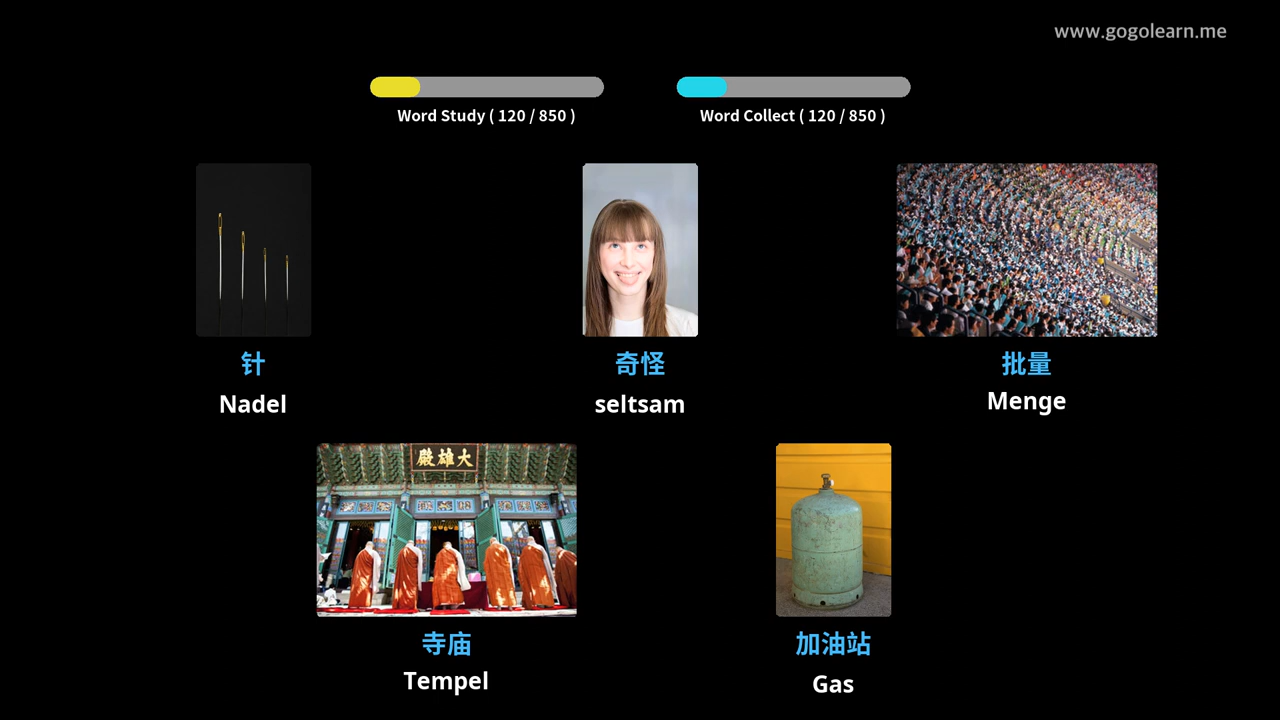 www.gogolearn.me
Word Study ( 120 / 850 )
Word Collect ( 120 / 850 )
针
Nadel
奇怪
seltsam
批量
Menge
殿雄大
寺庙
Tempel
加油站
Gas